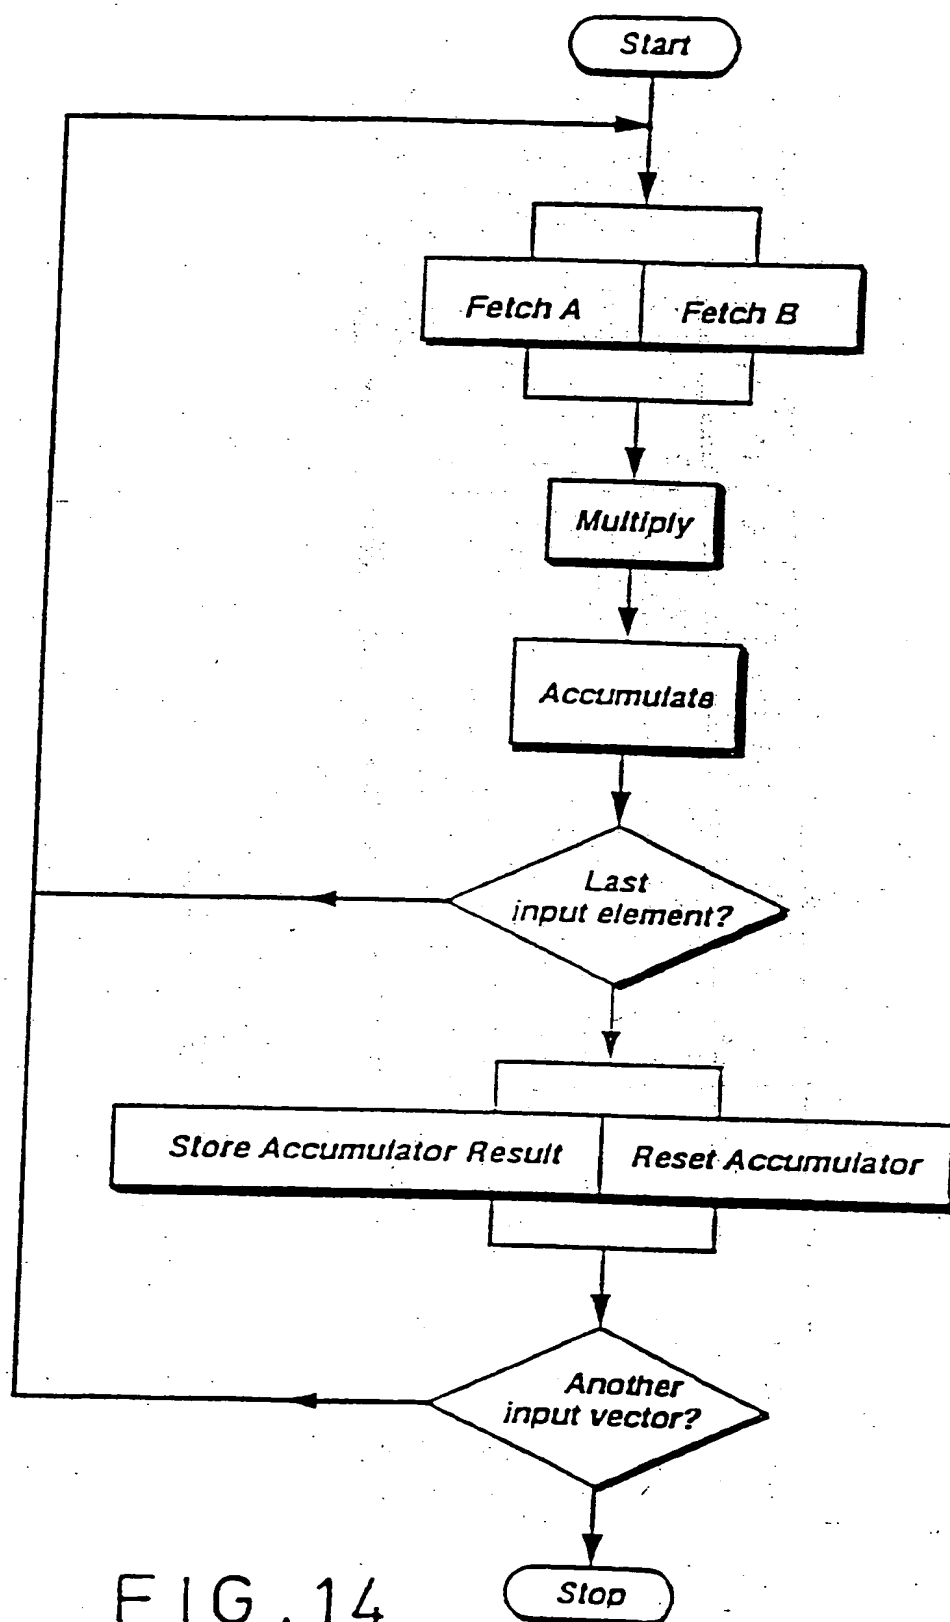 Start
Fetch A
Fetch B
Multiply
Accumulate
Last
input element?
Store Accumulator Result
Reset Accumulator
Another
input vector?
Stop
FIG. 14